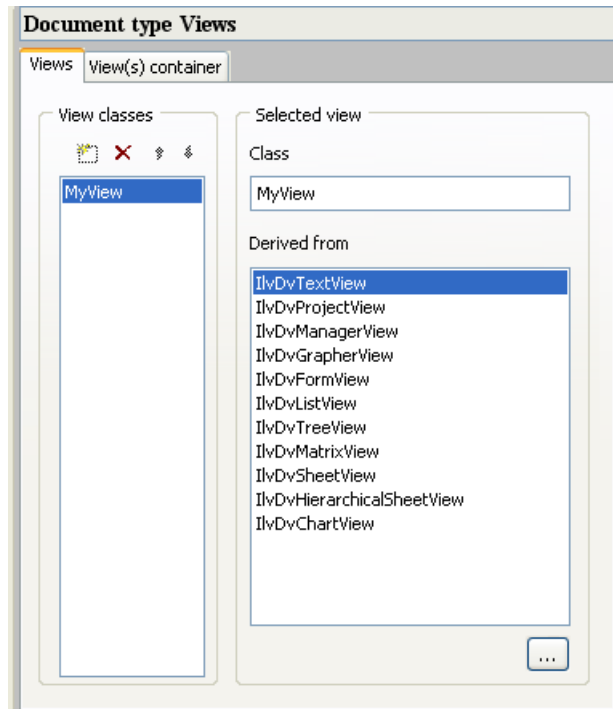 Document type Views
Views
View(s) container
View classes
MyView
Selected view
Class
MyView
Derived from
IlvDvTextView
IlvDvProjectView
IlvDvManagerView
IlvDvGrapherView
IlvDvFormView
IlvDvListView
IlvDvTreeView
IlvDvMatrixView
IlvDvSheetView
IlvDvHierarchicalSheetView
IlvDvChartView
...